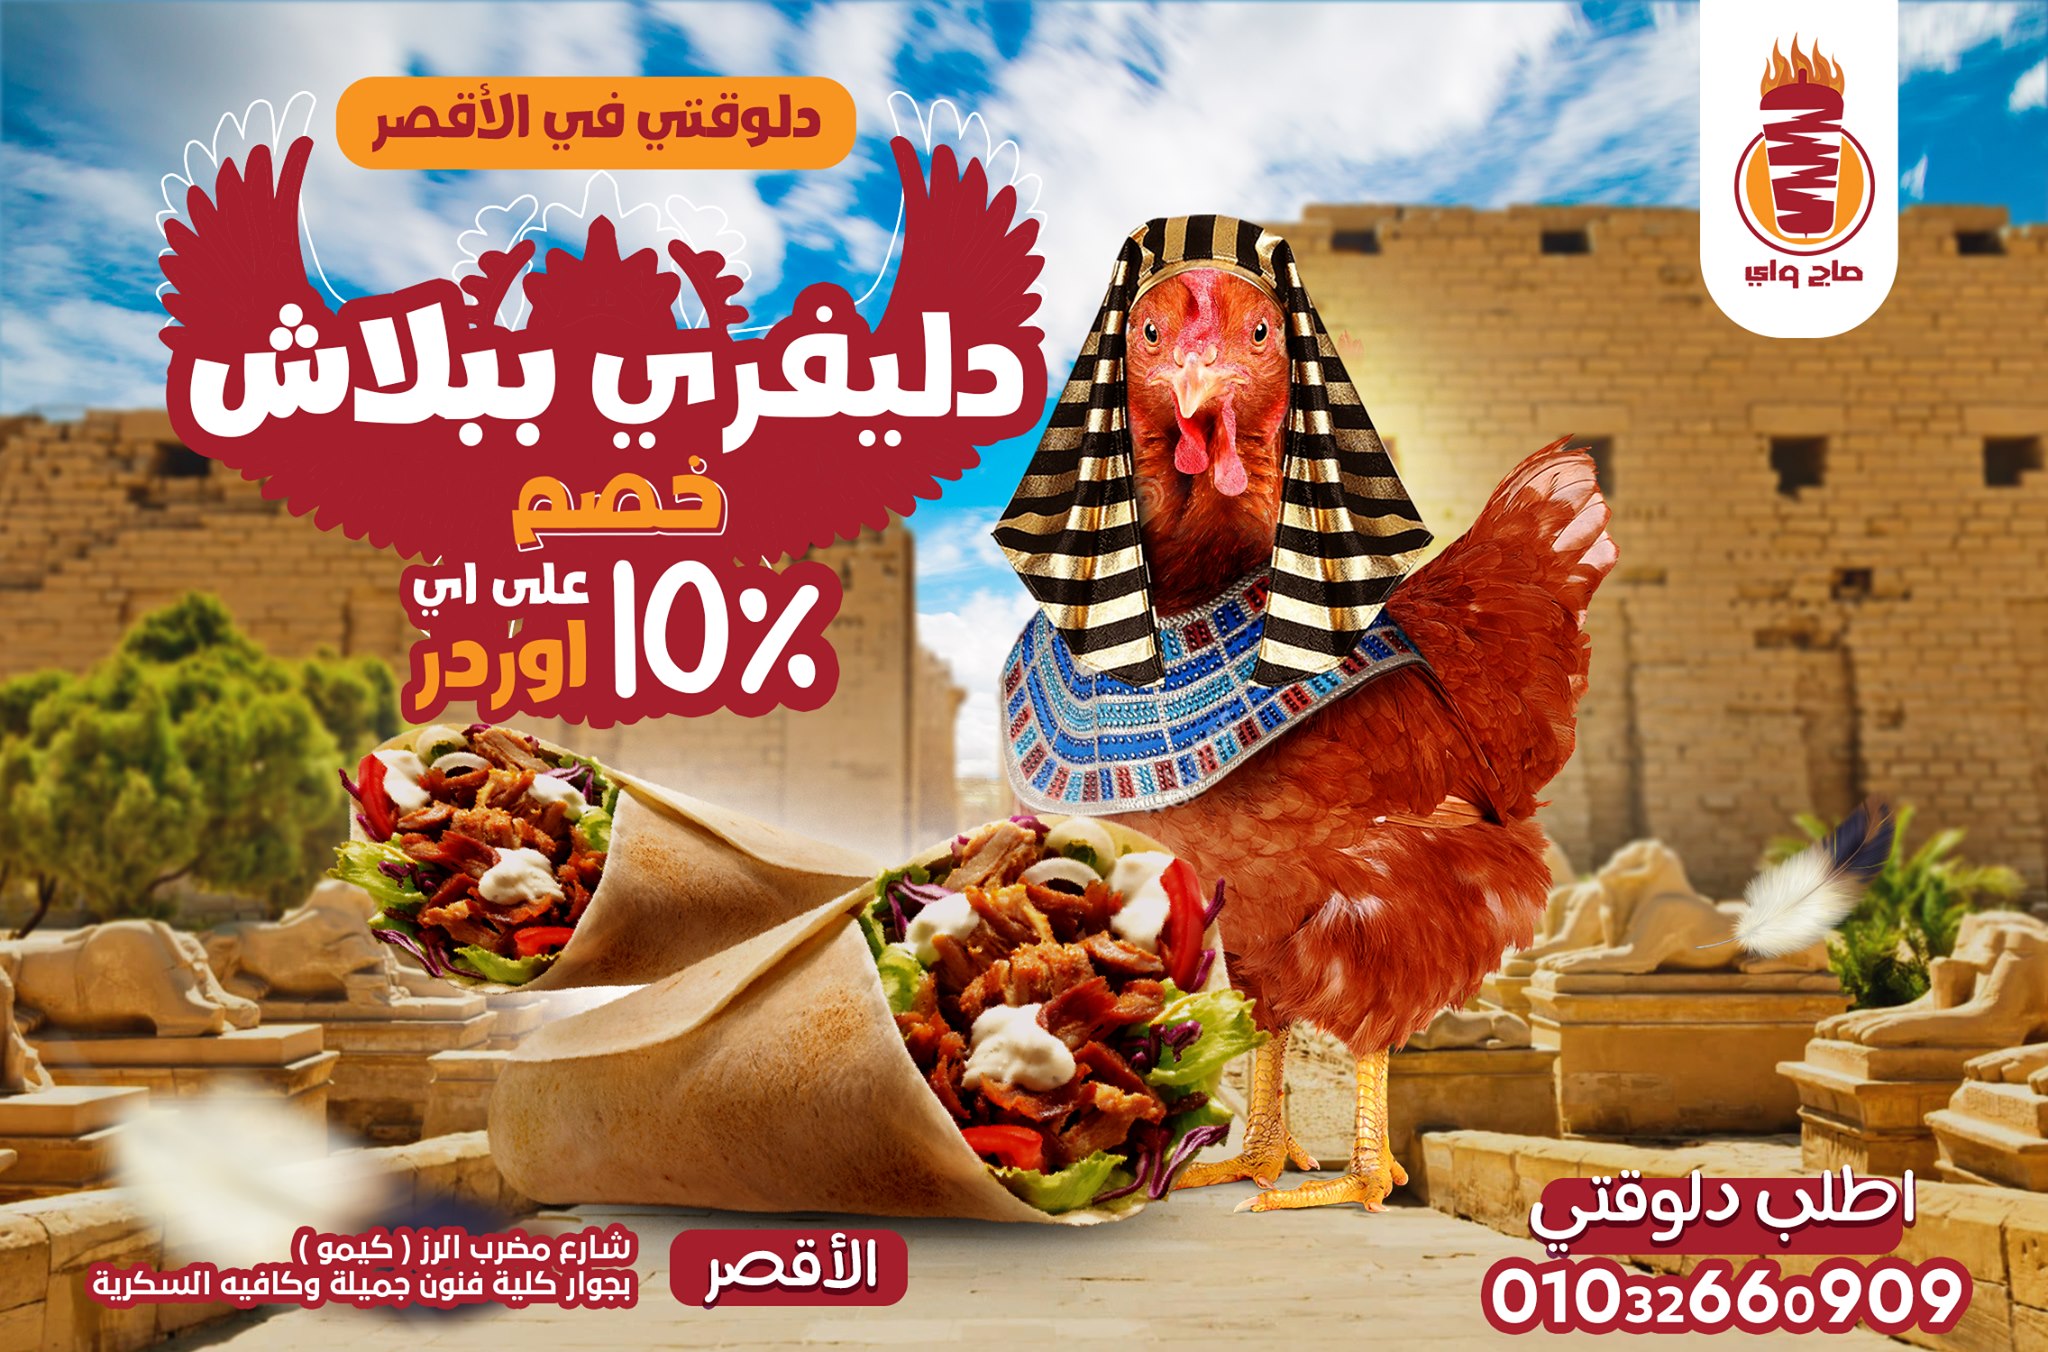 صاج واي
دلوقتي في الأقصر
دليفري ببلاش
خصم
10% على اي
اوردر
اطلب دلوقتي
01032660909
الأقصر
شارع مضرب الرز ( كيمو )
بجوار كلية فنون جميلة وكافيه السكرية